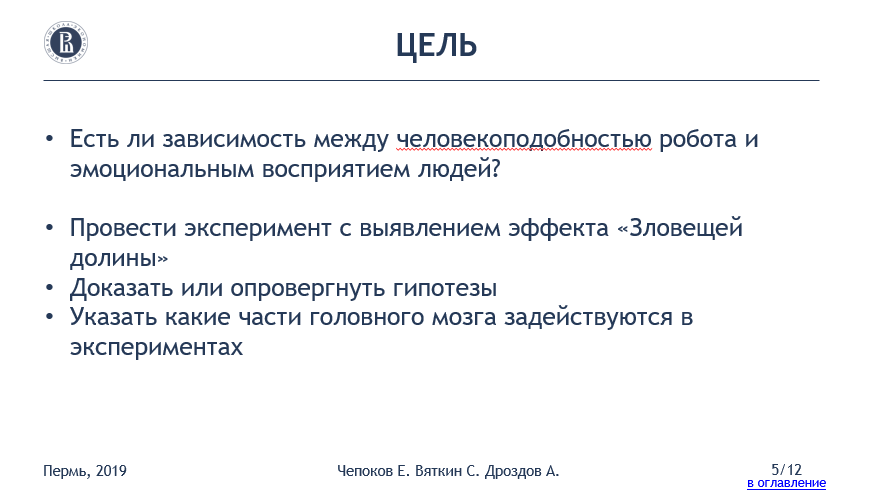 ЦЕЛЬ
• Есть ли зависимость между человекоподобностью робота и
эмоциональным восприятием людей?
• Провести эксперимент с выявлением эффекта «Зловещей
долины»
• Доказать или опровергнуть гипотезы
• Указать какие части головного мозга задействуются в
экспериментах
Пермь, 2019
Чепоков Е. Вяткин С. Дроздов А.
5/12
в оглавление